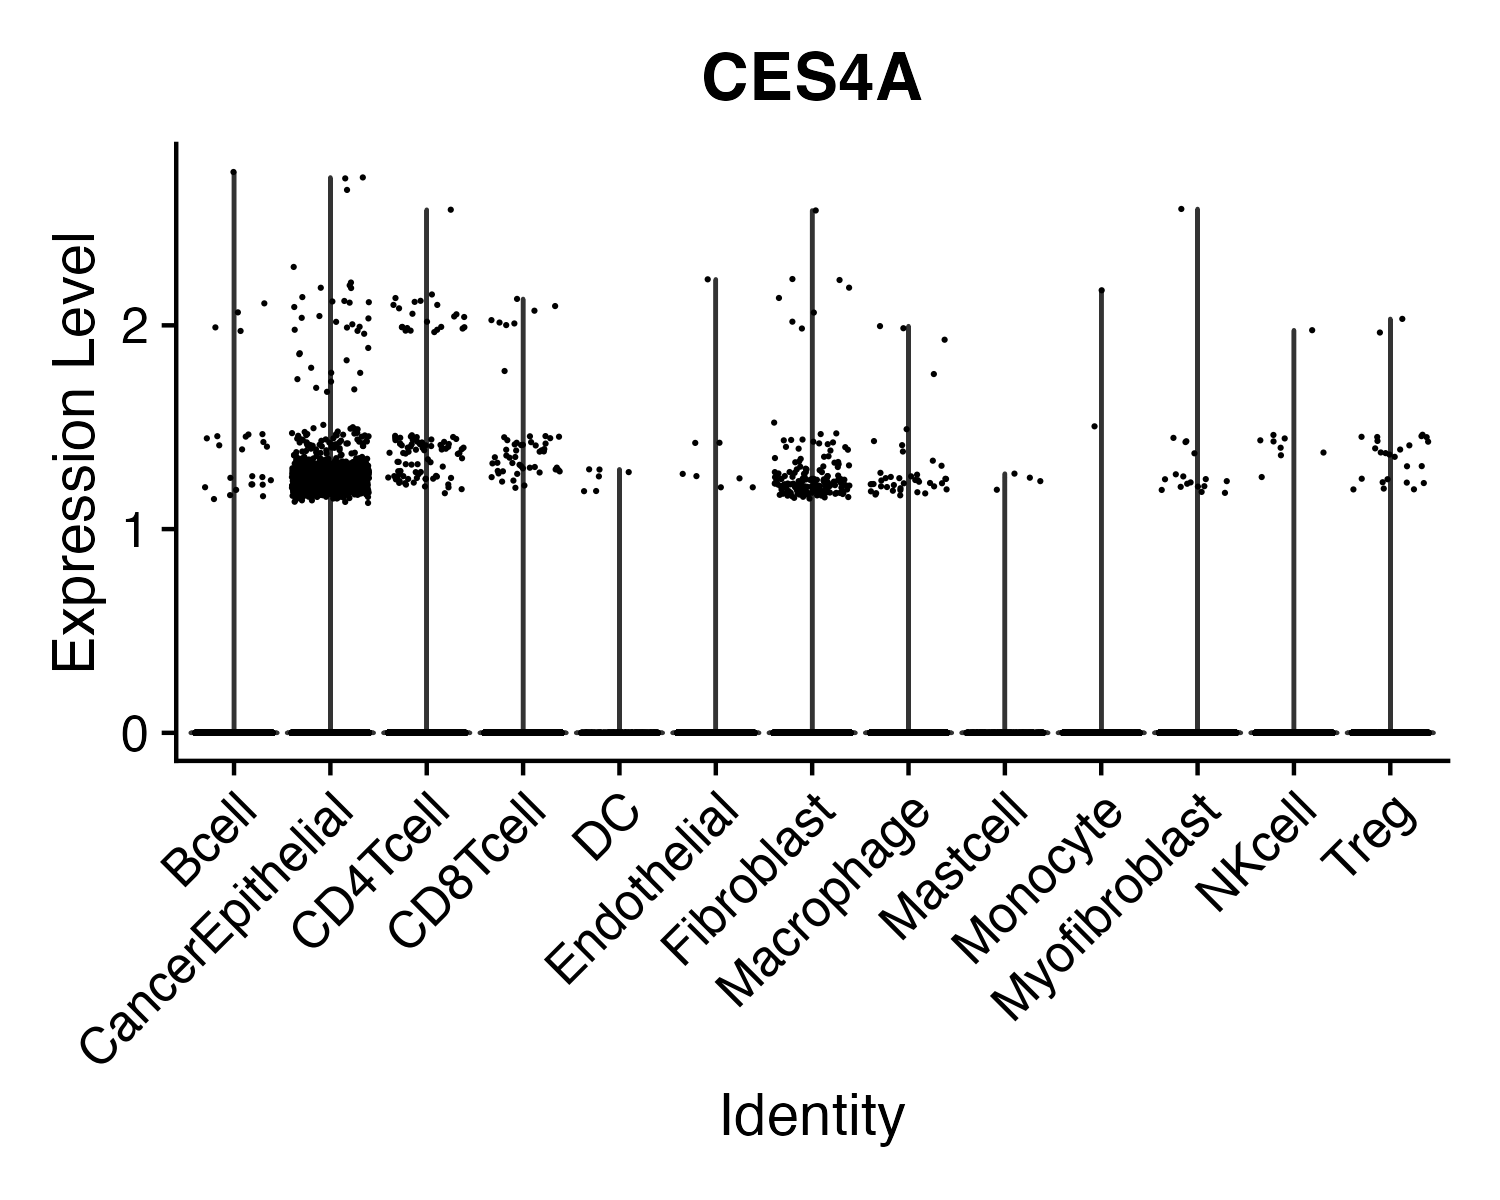 CES4A
Expression Level
2
1
0
Bcell
CancerEpithelial
CD4Tcell
CD8Tcell
DC
Endothelial
Fibroblast
Macrophage
Mastcell
Monocyte
Myofibroblast
NKcell
Treg
Identity